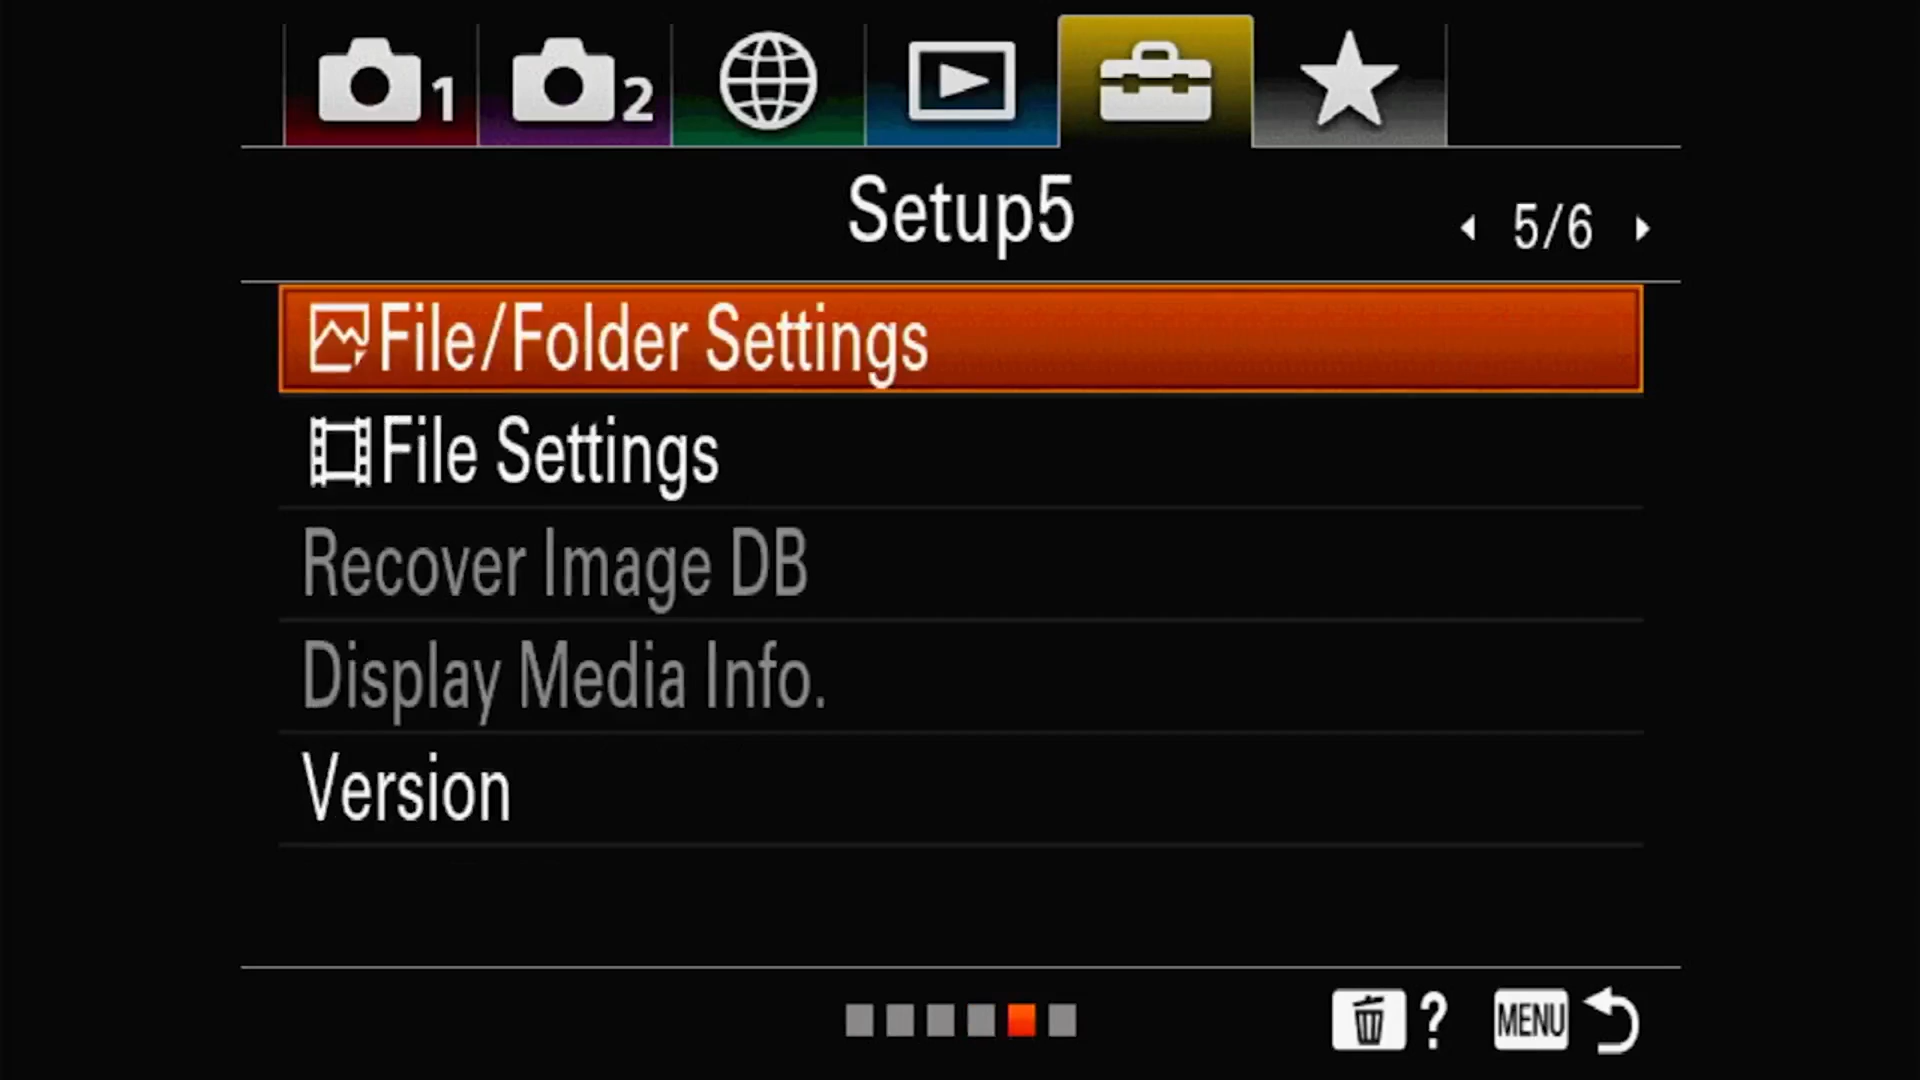 1
2
Setup5
5/6
File/Folder Settings
File Settings
Recover Image DB
Display Media Info.
Version
? MENU